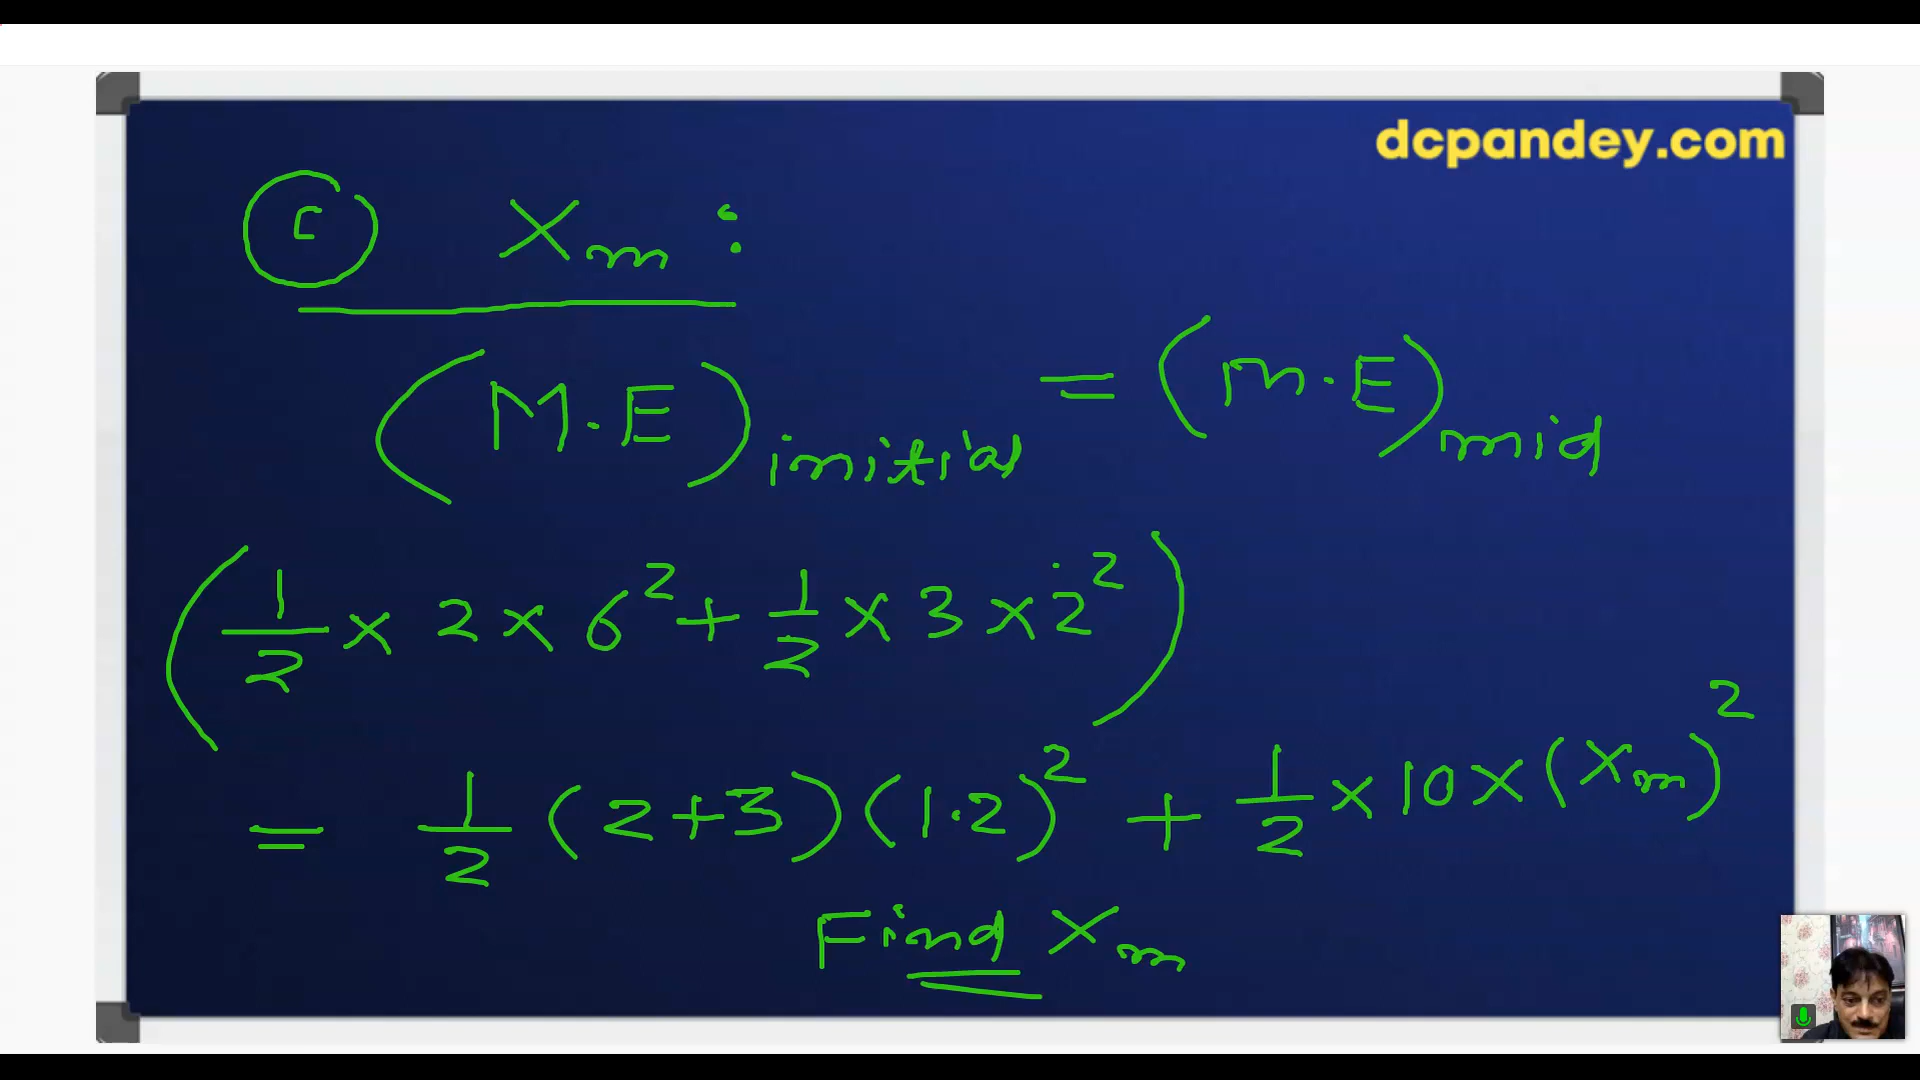 dcpandey.com
C Xm :
(M.E)initial = (M.E)mid
(1/2 × 2 × 6² + 1/2 × 3 × 2²)
= 1/2 (2+3)(1.2)² + 1/2 × 10 × (Xm)²
Find Xm